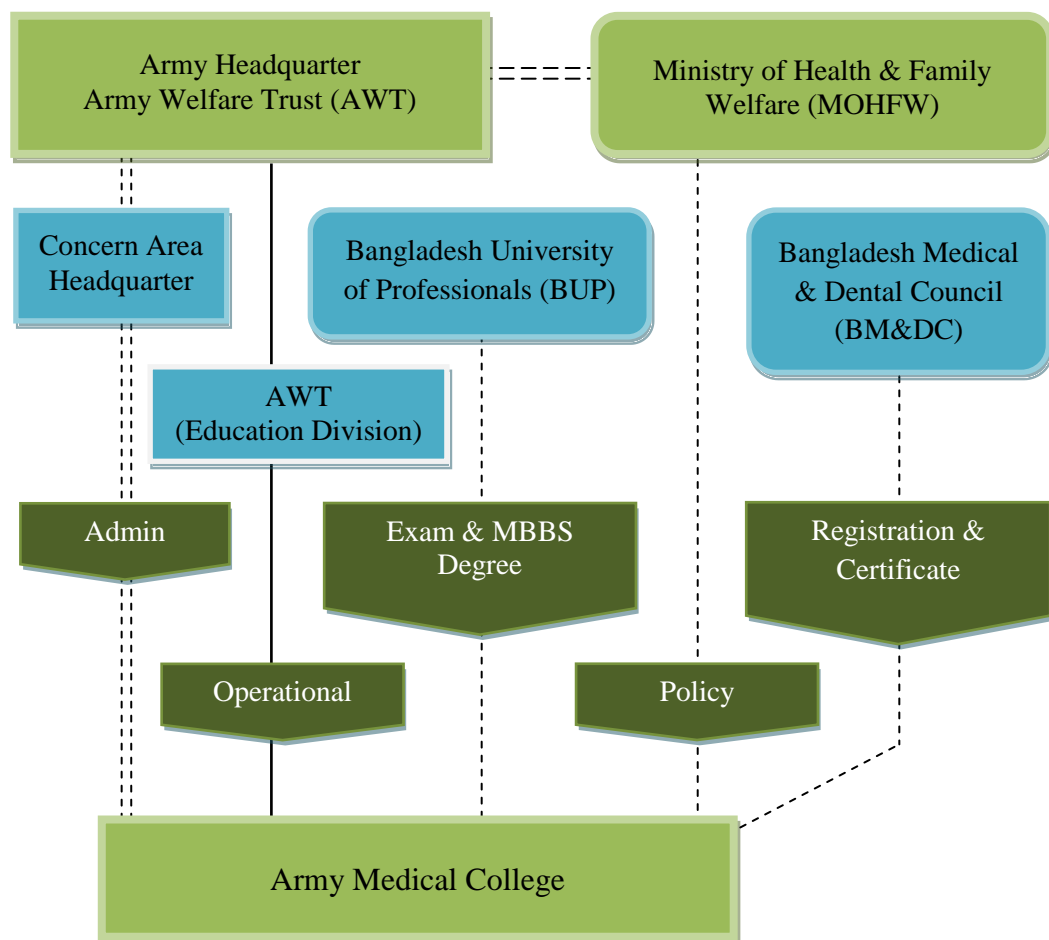 Army Headquarter
Army Welfare Trust (AWT)
Ministry of Health & Family
Welfare (MOHFW)
Concern Area
Headquarter
Bangladesh University
of Professionals (BUP)
Bangladesh Medical
& Dental Council
(BM&DC)
AWT
(Education Division)
Admin
Exam & MBBS
Degree
Registration &
Certificate
Operational
Policy
Army Medical College